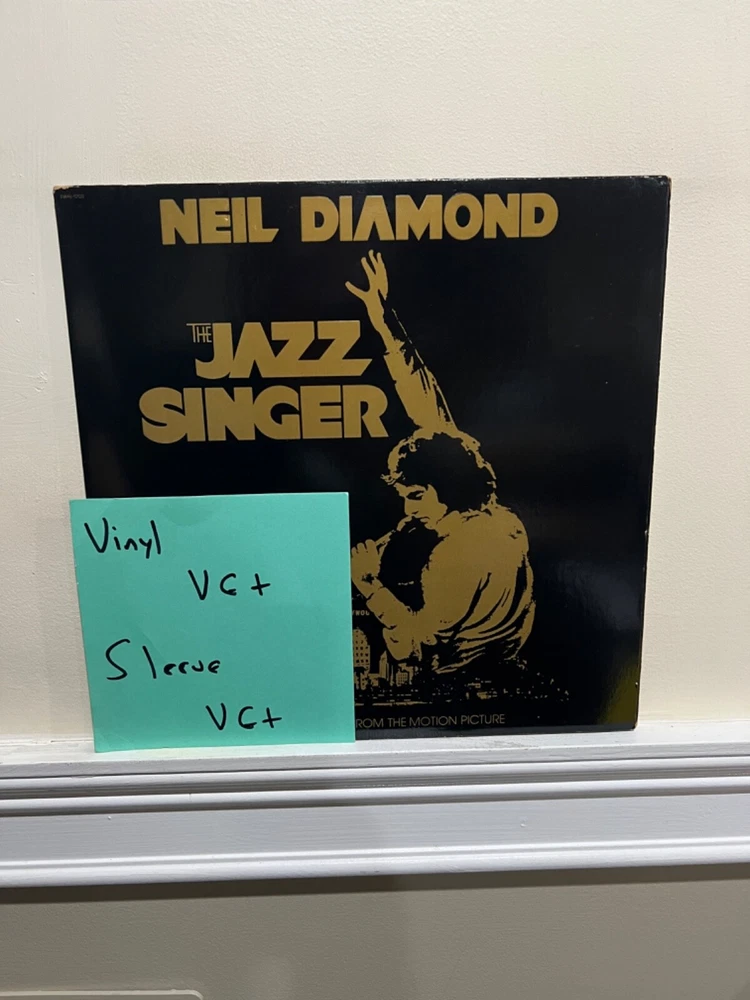 NEIL DIAMOND
THE
JAZZ
SINGER
Vinyl
VG+
Sleeve
VG+
FROM THE MOTION PICTURE